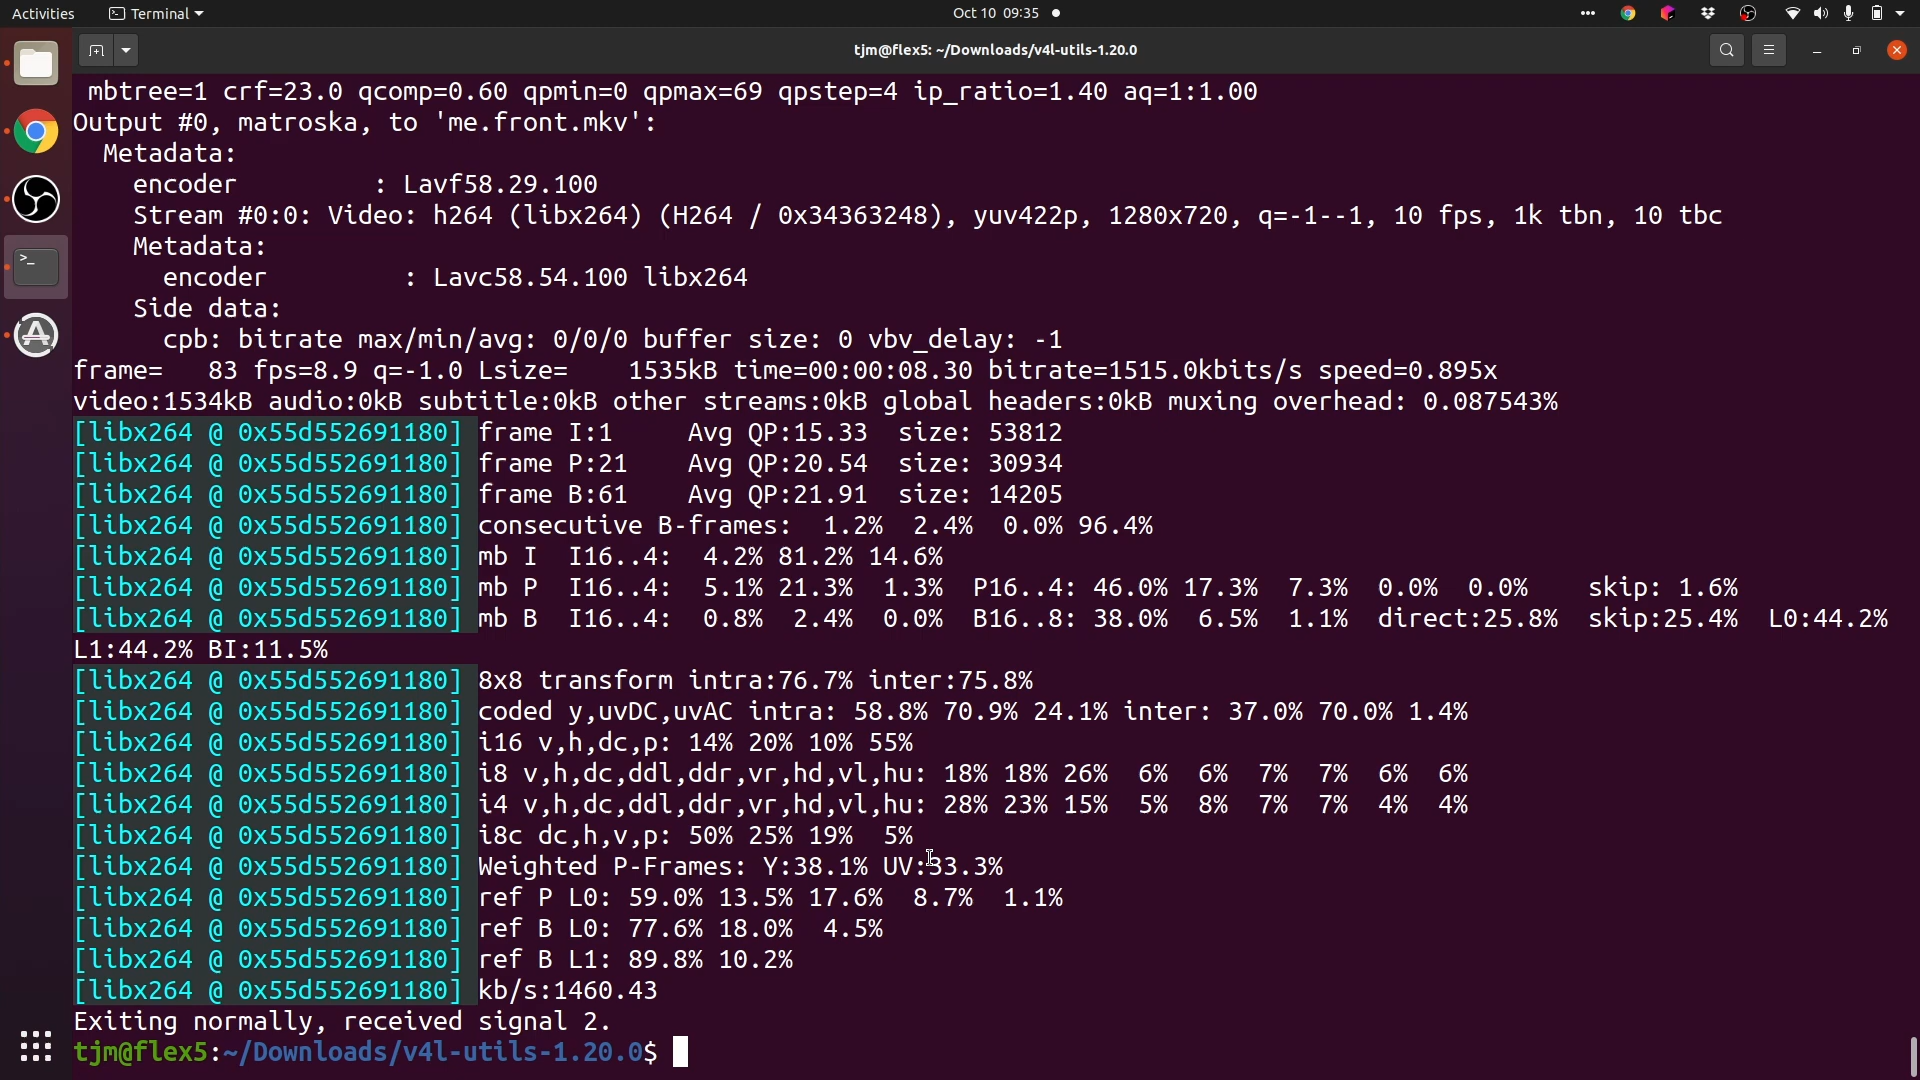 Activities Terminal Oct 10 09:35
tjm@flex5: ~/Downloads/v4l-utils-1.20.0
mbtree=1 crf=23.0 qcomp=0.60 qpmin=0 qpmax=69 qpstep=4 ip_ratio=1.40 aq=1:1.00
Output #0, matroska, to 'me.front.mkv':
Metadata:
encoder : Lavf58.29.100
Stream #0:0: Video: h264 (libx264) (H264 / 0x34363248), yuv422p, 1280x720, q=-1--1, 10 fps, 1k tbn, 10 tbc
Metadata:
encoder : Lavc58.54.100 libx264
Side data:
cpb: bitrate max/min/avg: 0/0/0 buffer size: 0 vbv_delay: -1
frame= 83 fps=8.9 q=-1.0 Lsize= 1535kB time=00:00:08.30 bitrate=1515.0kbits/s speed=0.895x
video:1534kB audio:0kB subtitle:0kB other streams:0kB global headers:0kB muxing overhead: 0.087543%
[libx264 @ 0x55d552691180] frame I:1 Avg QP:15.33 size: 53812
[libx264 @ 0x55d552691180] frame P:21 Avg QP:20.54 size: 30934
[libx264 @ 0x55d552691180] frame B:61 Avg QP:21.91 size: 14205
[libx264 @ 0x55d552691180] consecutive B-frames: 1.2% 2.4% 0.0% 96.4%
[libx264 @ 0x55d552691180] mb I I16..4: 4.2% 81.2% 14.6%
[libx264 @ 0x55d552691180] mb P I16..4: 5.1% 21.3% 1.3% P16..4: 46.0% 17.3% 7.3% 0.0% 0.0% skip: 1.6%
[libx264 @ 0x55d552691180] mb B I16..4: 0.8% 2.4% 0.0% B16..8: 38.0% 6.5% 1.1% direct:25.8% skip:25.4% L0:44.2%
L1:44.2% BI:11.5%
[libx264 @ 0x55d552691180] 8x8 transform intra:76.7% inter:75.8%
[libx264 @ 0x55d552691180] coded y,uvDC,uvAC intra: 58.8% 70.9% 24.1% inter: 37.0% 70.0% 1.4%
[libx264 @ 0x55d552691180] i16 v,h,dc,p: 14% 20% 10% 55%
[libx264 @ 0x55d552691180] i8 v,h,dc,ddl,ddr,vr,hd,vl,hu: 18% 18% 26% 6% 6% 7% 7% 6% 6%
[libx264 @ 0x55d552691180] i4 v,h,dc,ddl,ddr,vr,hd,vl,hu: 28% 23% 15% 5% 8% 7% 7% 4% 4%
[libx264 @ 0x55d552691180] i8c dc,h,v,p: 50% 25% 19% 5%
[libx264 @ 0x55d552691180] Weighted P-Frames: Y:38.1% UV:33.3%
[libx264 @ 0x55d552691180] ref P L0: 59.0% 13.5% 17.6% 8.7% 1.1%
[libx264 @ 0x55d552691180] ref B L0: 77.6% 18.0% 4.5%
[libx264 @ 0x55d552691180] ref B L1: 89.8% 10.2%
[libx264 @ 0x55d552691180] kb/s:1460.43
Exiting normally, received signal 2.
tjm@flex5:~/Downloads/v4l-utils-1.20.0$